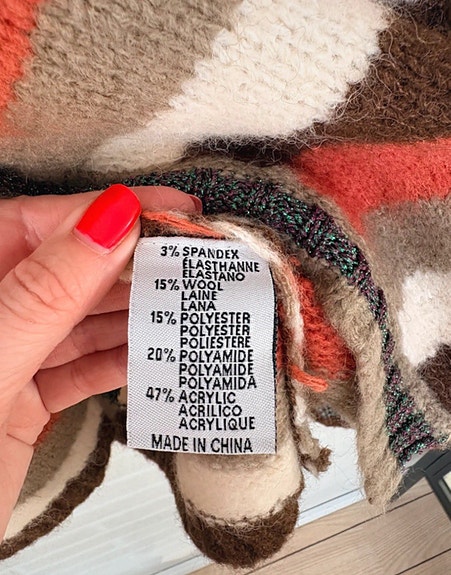 3% SPANDEX
ÉLASTHANNE
ELASTANO
15% WOOL
LAINE
LANA
15% POLYESTER
POLYESTER
POLIESTERE
20% POLYAMIDE
POLYAMIDE
POLYAMIDA
47% ACRYLIC
ACRILICO
ACRYLIQUE
MADE IN CHINA